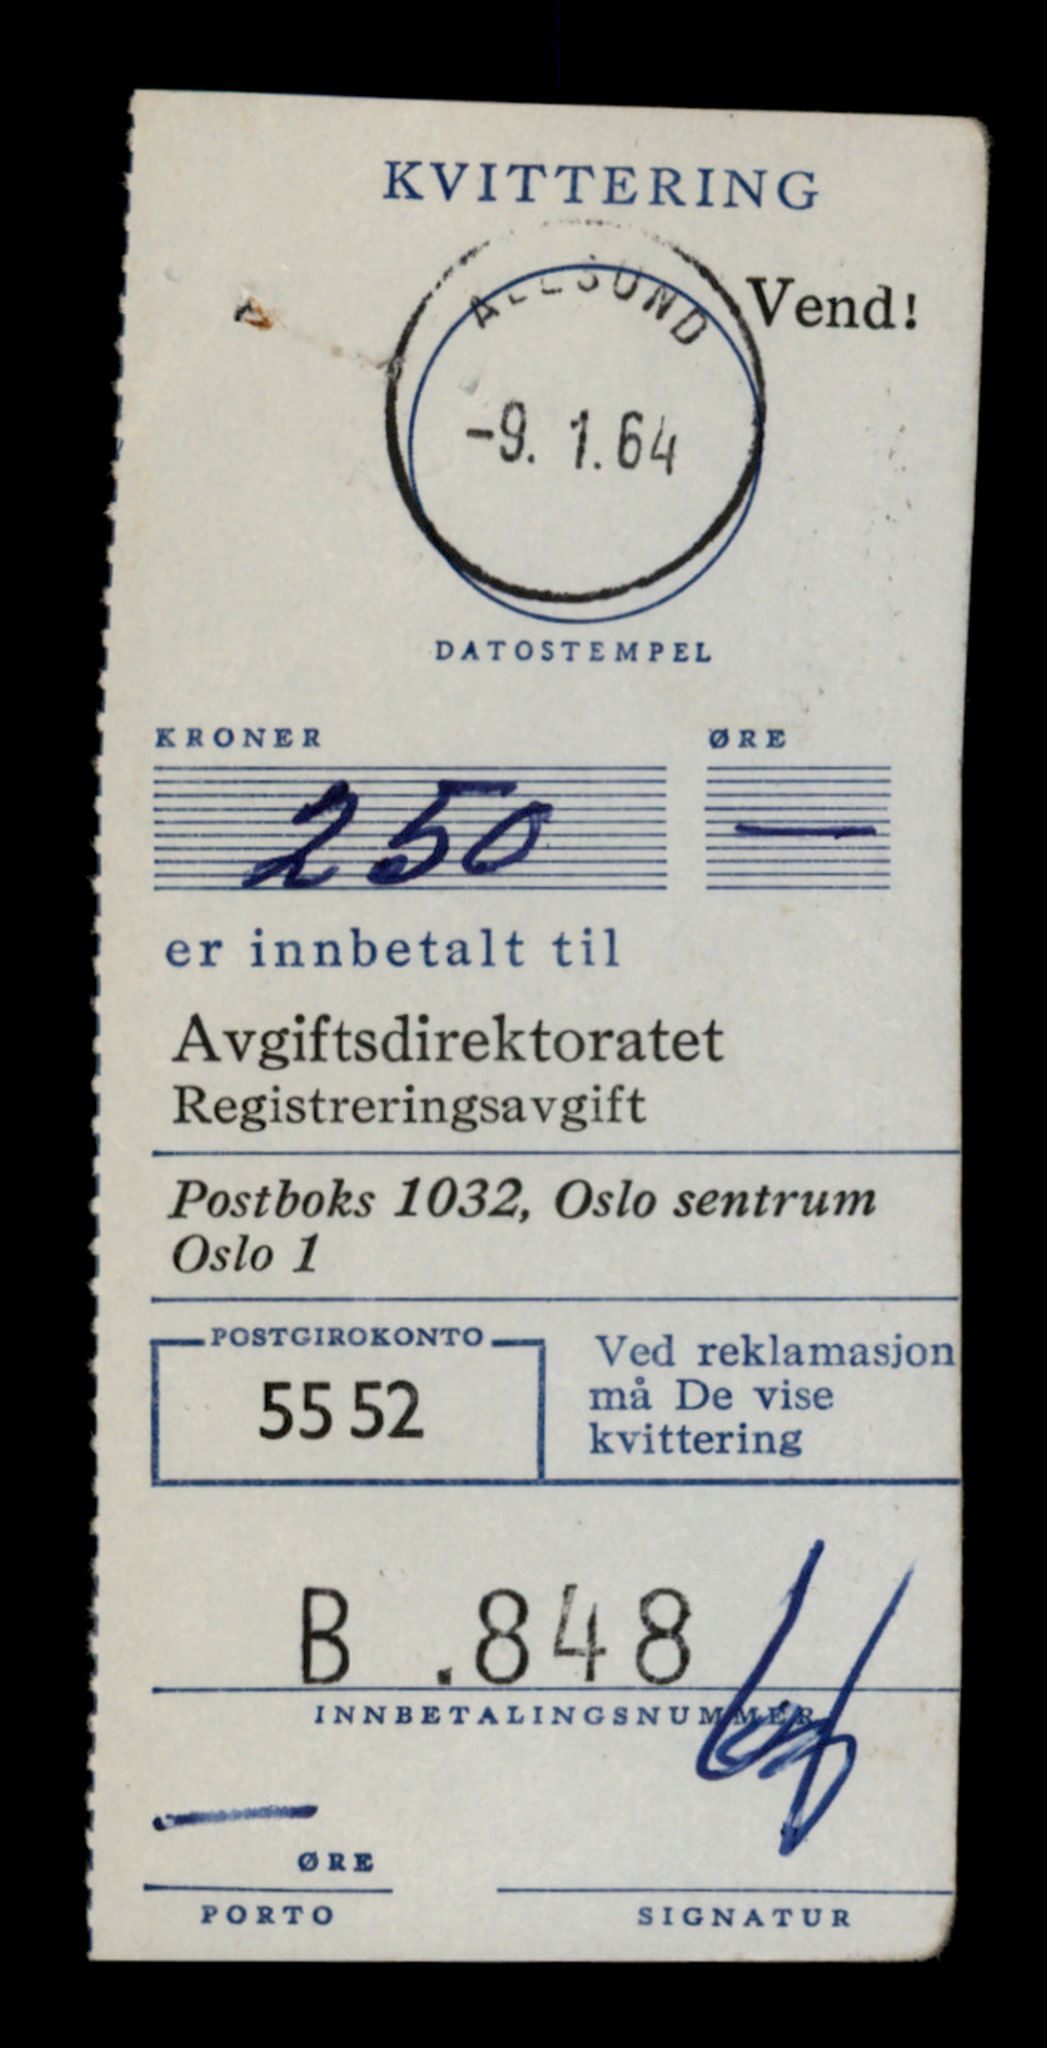 KVITTERING
Vend!
ALESUND
-9. 1. 64
DATOSTEMPEL
KRONER ØRE
250 —
er innbetalt til
Avgiftsdirektoratet
Registreringsavgift
Postboks 1032, Oslo sentrum
Oslo 1
POSTGIROKONTO
55 52
Ved reklamasjon
må De vise
kvittering
B .848
INNBETALINGSNUMMER
—
ØRE
PORTO
SIGNATUR